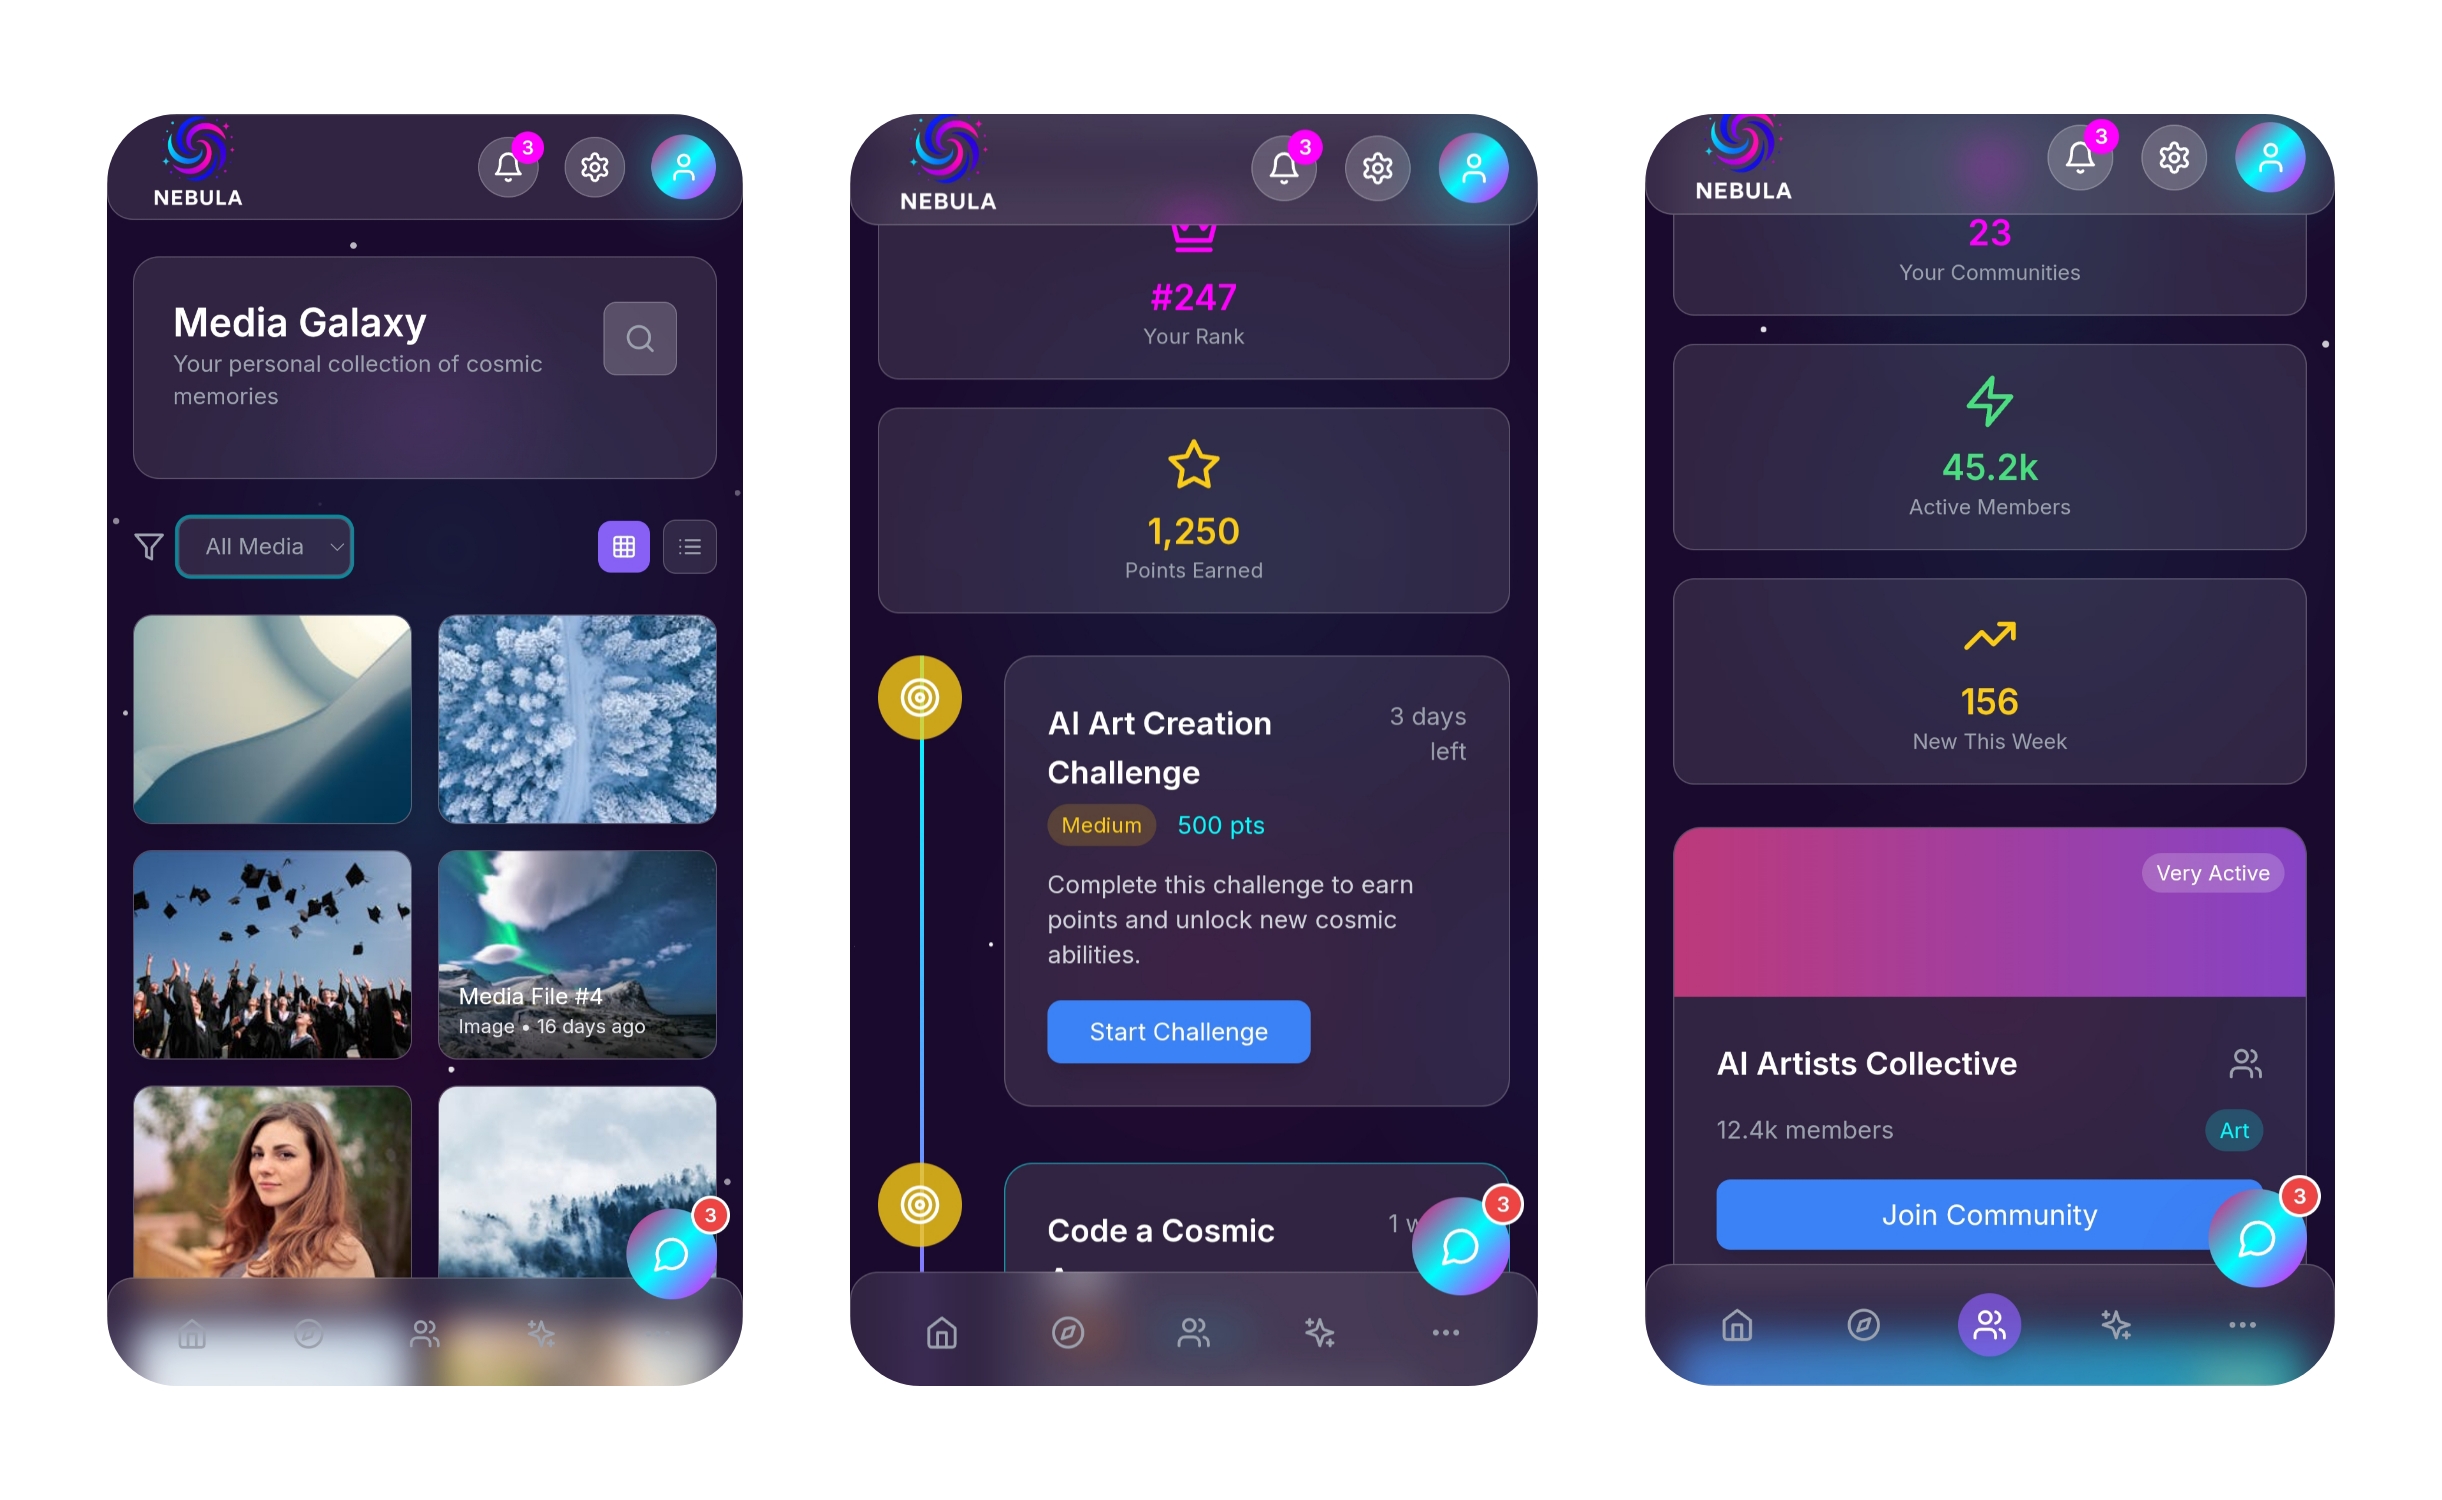 NEBULA
3
Media Galaxy
Your personal collection of cosmic
memories
All Media
Media File #4
Image • 16 days ago
3
NEBULA
3
#247
Your Rank
1,250
Points Earned
AI Art Creation
Challenge
3 days
left
Medium
500 pts
Complete this challenge to earn
points and unlock new cosmic
abilities.
Start Challenge
Code a Cosmic
1
3
NEBULA
3
23
Your Communities
45.2k
Active Members
156
New This Week
Very Active
AI Artists Collective
12.4k members
Art
Join Community
3